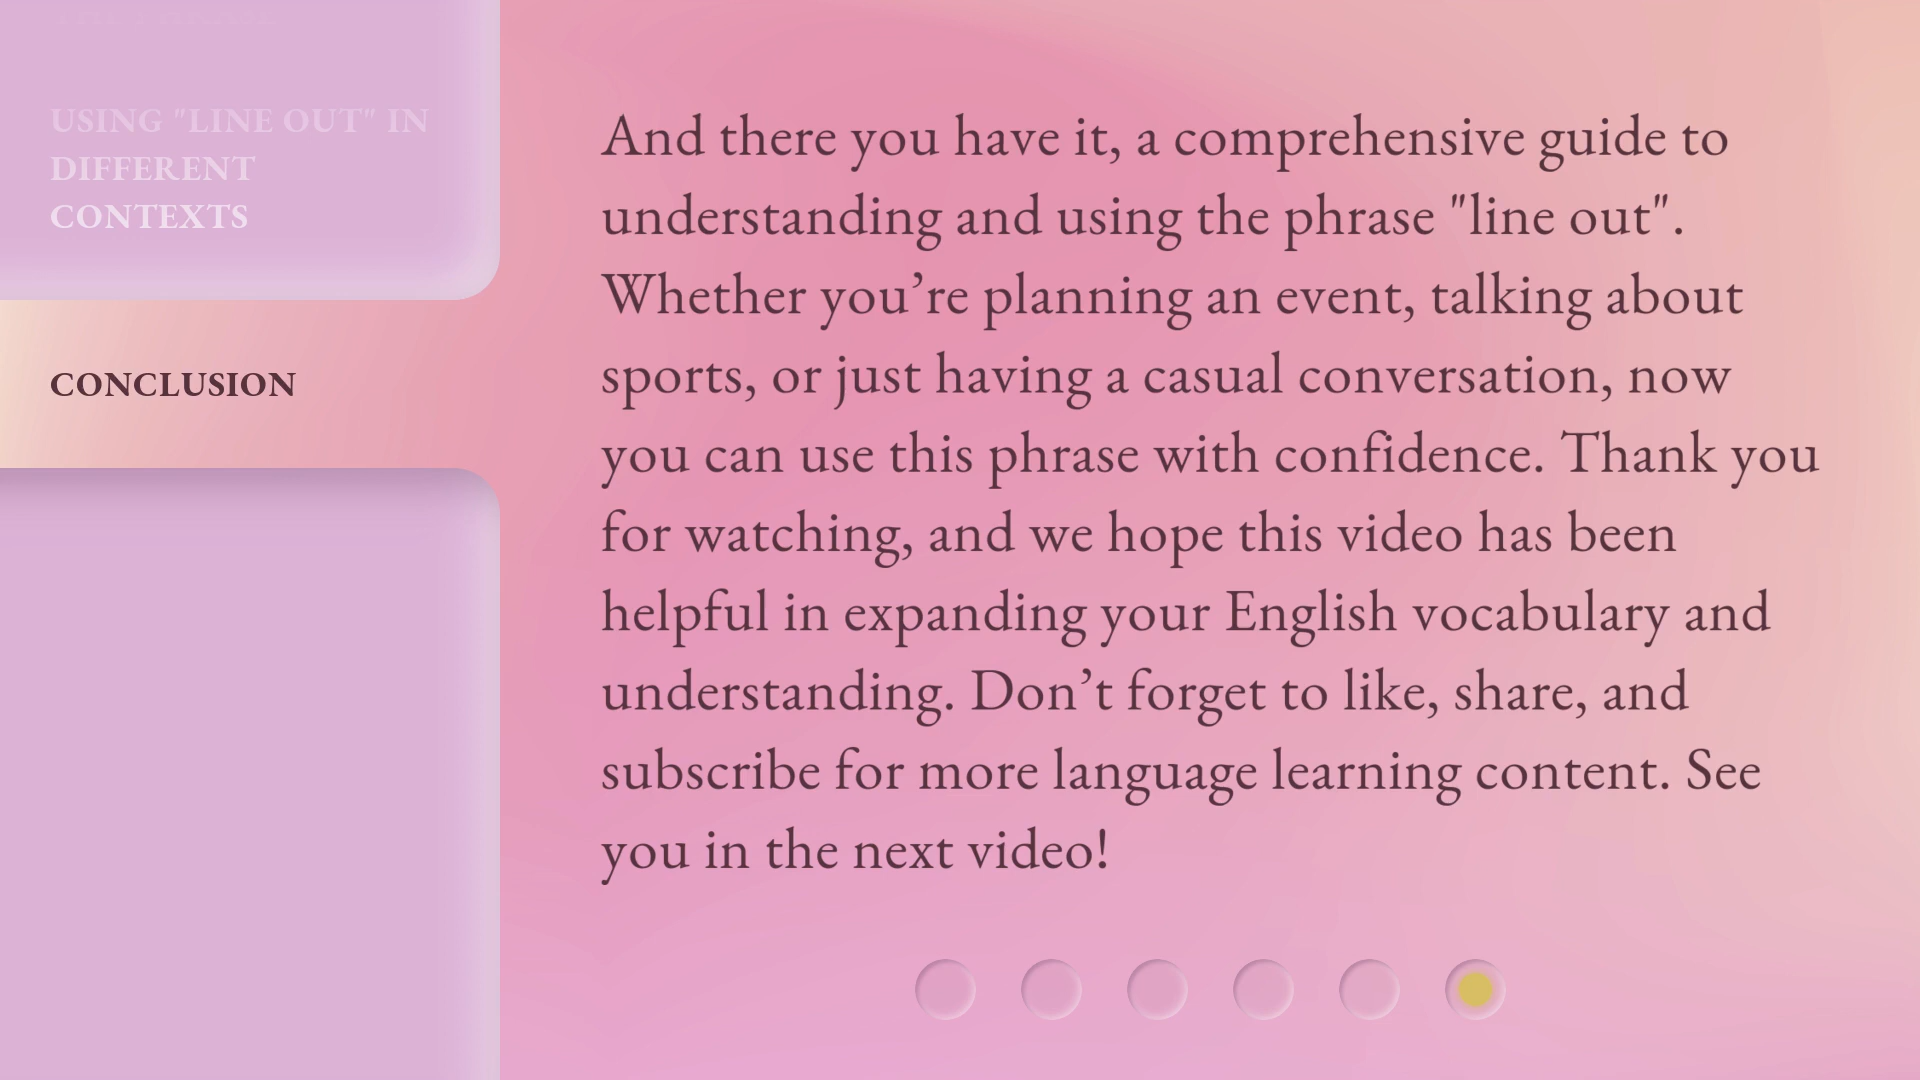 USING "LINE OUT" IN
DIFFERENT
CONTEXTS
CONCLUSION
And there you have it, a comprehensive guide to
understanding and using the phrase "line out".
Whether you’re planning an event, talking about
sports, or just having a casual conversation, now
you can use this phrase with confidence. Thank you
for watching, and we hope this video has been
helpful in expanding your English vocabulary and
understanding. Don’t forget to like, share, and
subscribe for more language learning content. See
you in the next video!